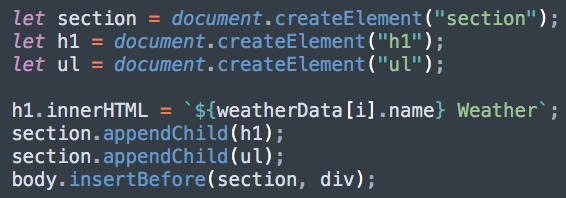 let section = document.createElement("section");
let h1 = document.createElement("h1");
let ul = document.createElement("ul");
h1.innerHTML = `${weatherData[i].name} Weather`;
section.appendChild(h1);
section.appendChild(ul);
body.insertBefore(section, div);